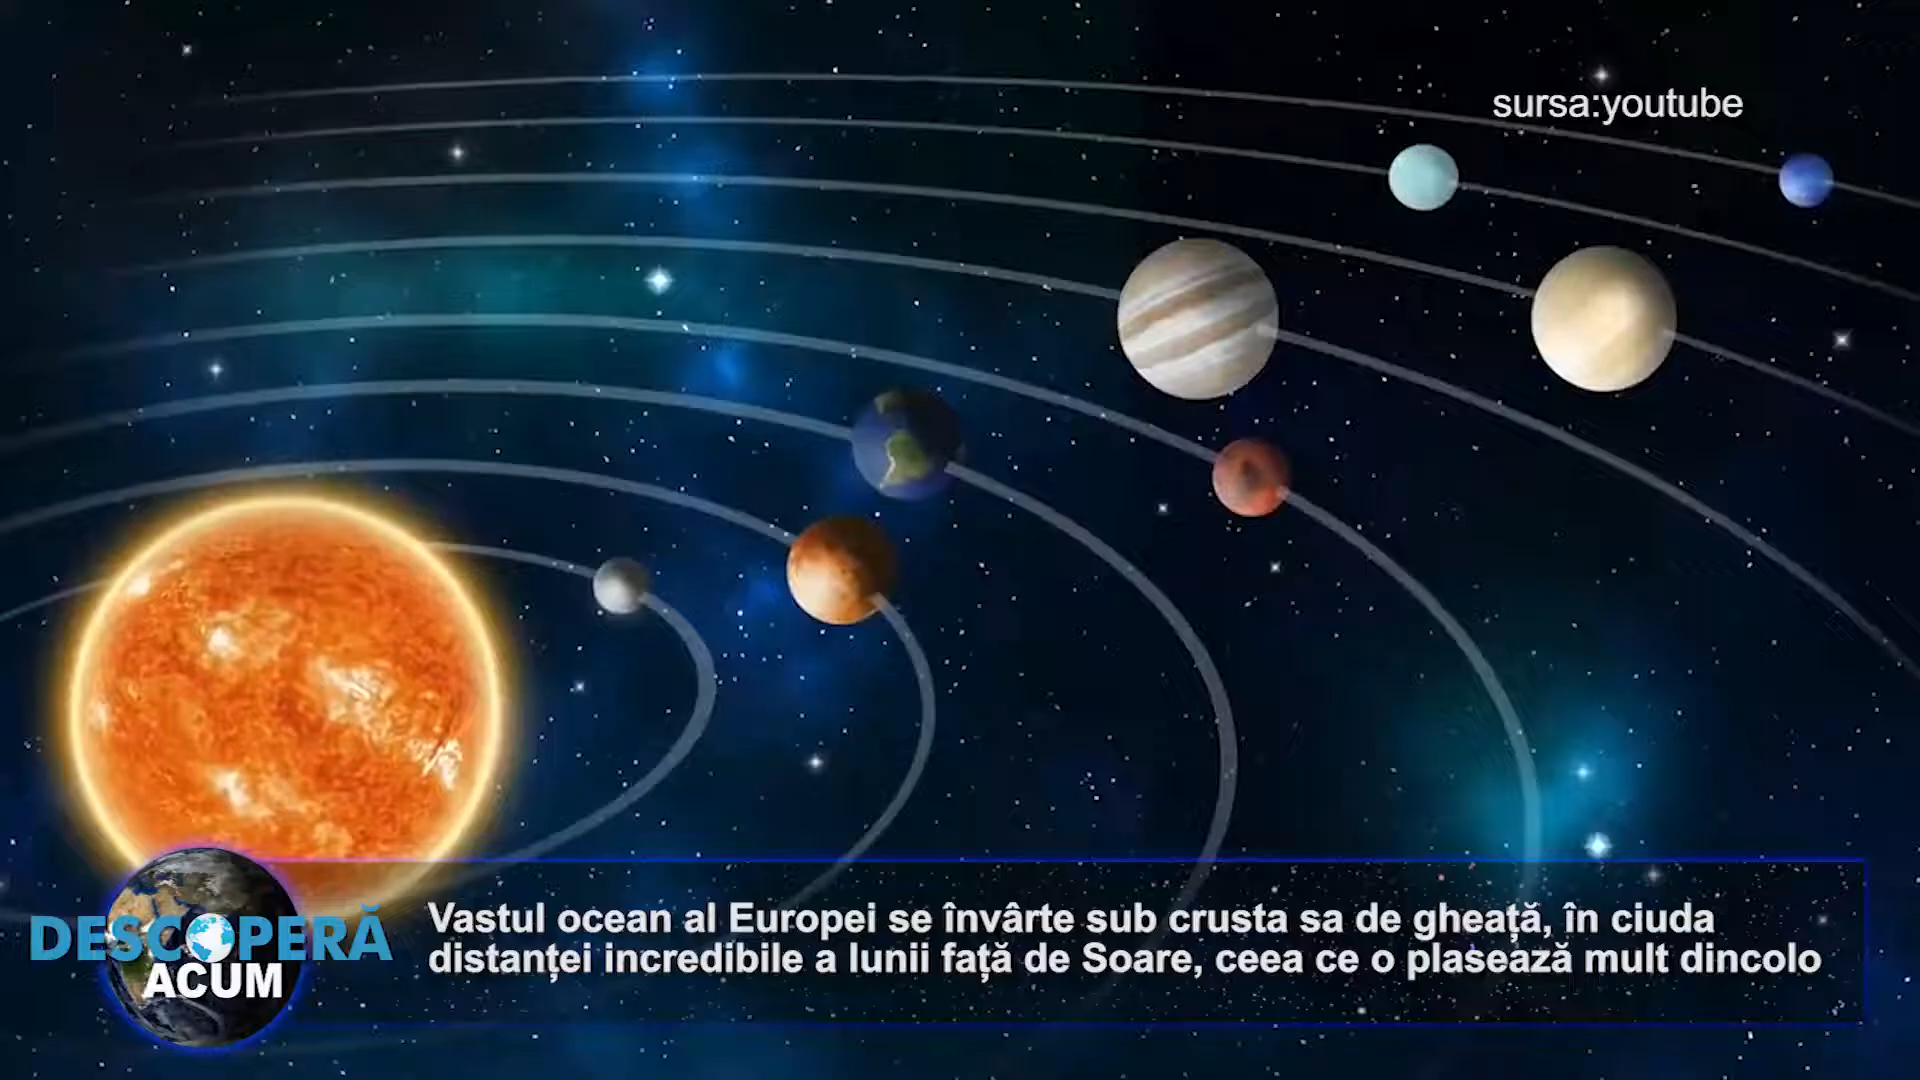 sursa:youtube
Vastul ocean al Europei se învârte sub crusta sa de gheață, în ciuda
distanței incredibile a lunii față de Soare, ceea ce o plasează mult dincolo
DESCOPERĂ
ACUM